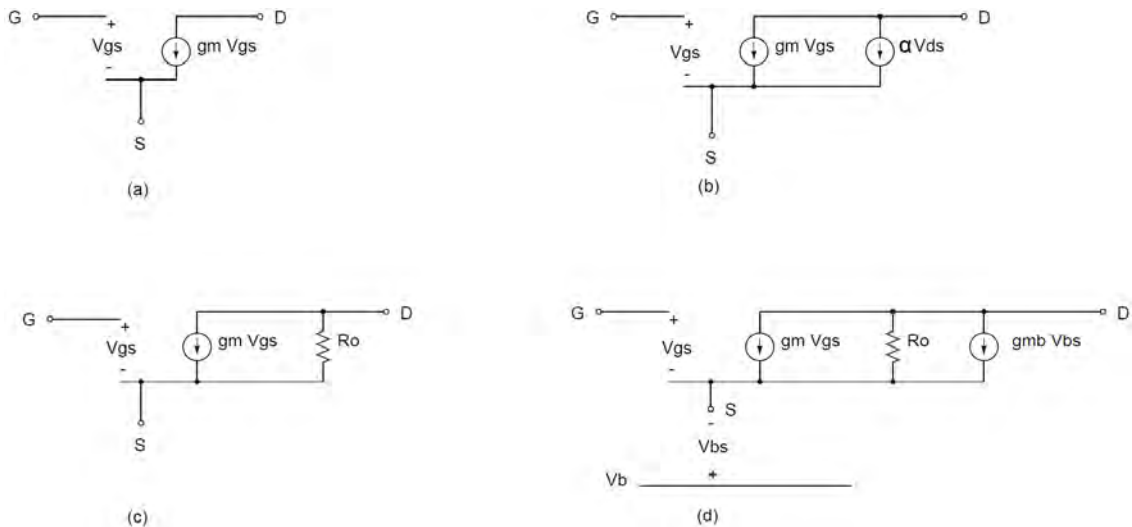 G
+
Vgs
-
gm Vgs
D
S
(a)
G
+
Vgs
-
gm Vgs
αVds
D
S
(b)
G
+
Vgs
-
gm Vgs
Ro
D
S
(c)
G
+
Vgs
-
gm Vgs
Ro
gmb Vbs
D
S
-
Vbs
+
Vb
(d)